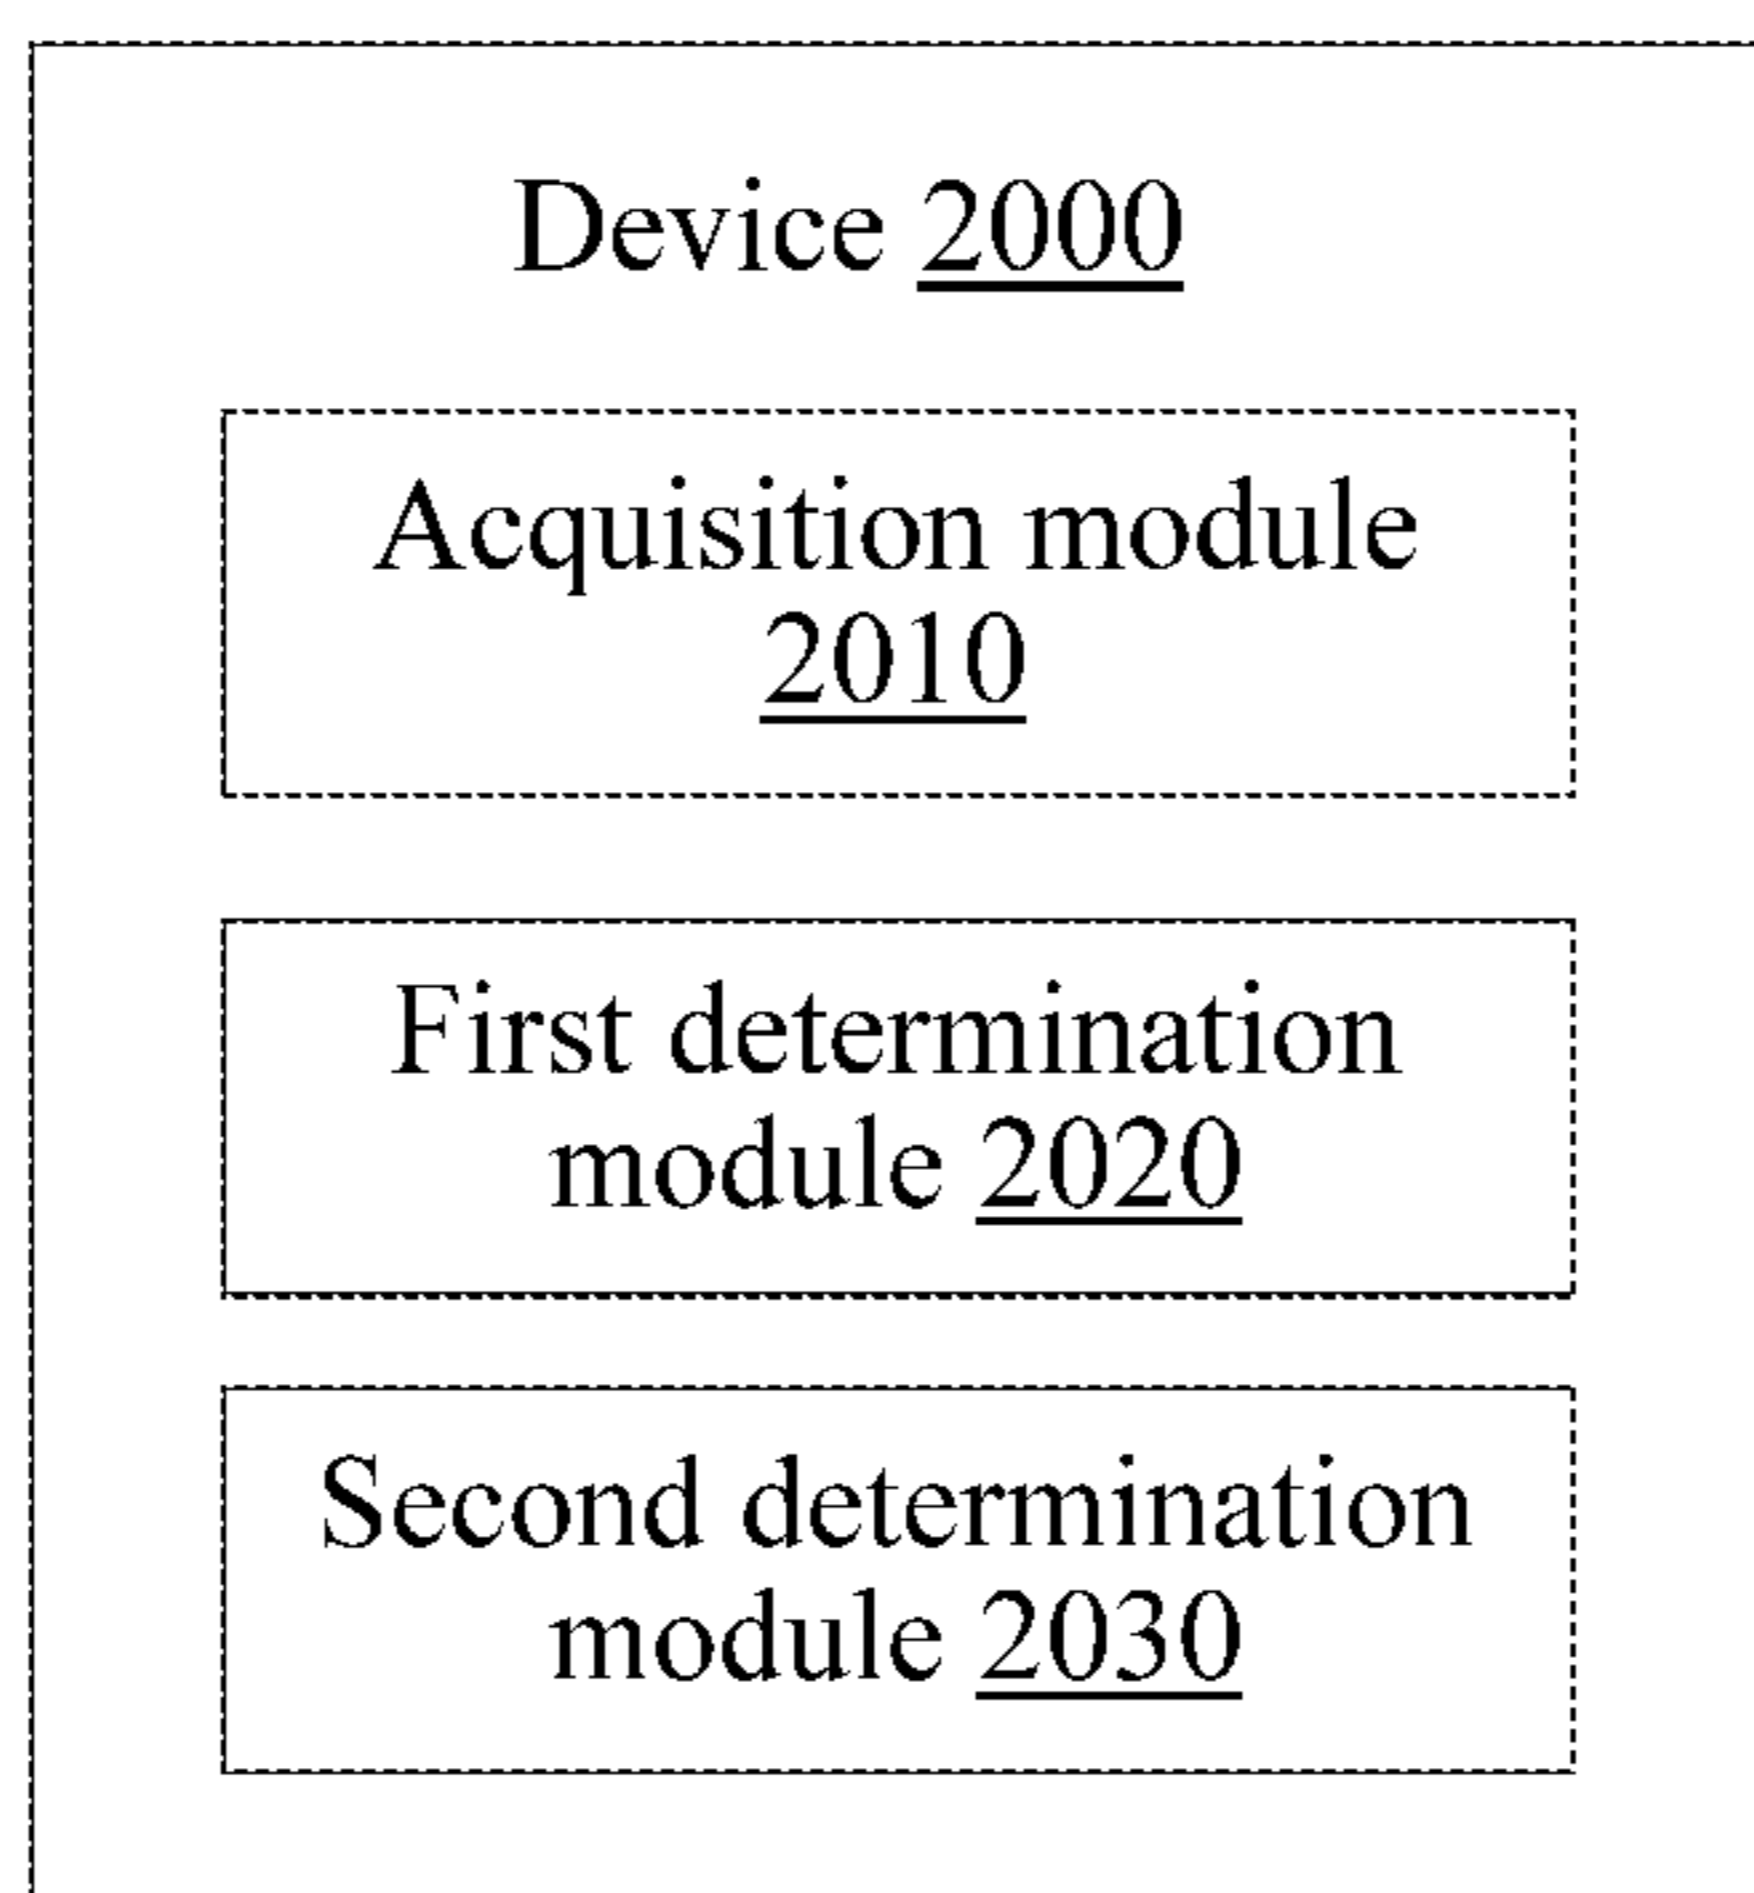 Device 2000
Acquisition module
2010
First determination
module 2020
Second determination
module 2030